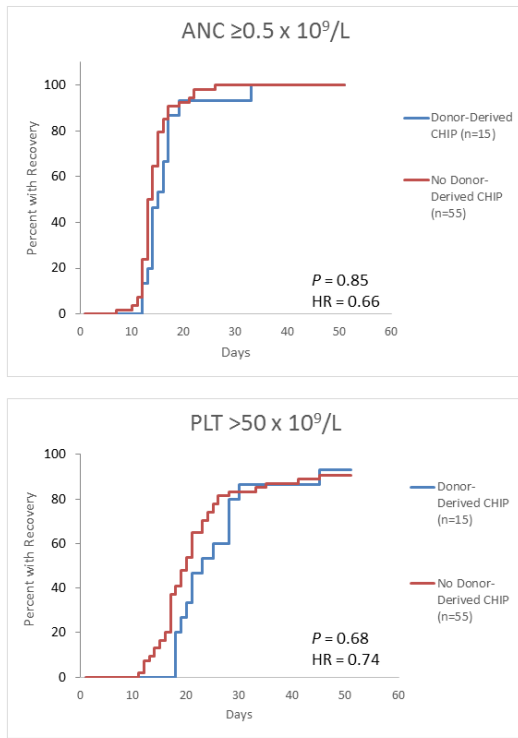 ANC ≥0.5 x 10⁹/L
100
80
60
40
20
0
Percent with Recovery
0 10 20 30 40 50 60
Days
Donor-Derived
CHIP (n=15)
No Donor-
Derived CHIP
(n=55)
P = 0.85
HR = 0.66
PLT >50 x 10⁹/L
100
80
60
40
20
0
Percent with Recovery
0 10 20 30 40 50 60
Days
Donor-
Derived CHIP
(n=15)
No Donor-
Derived CHIP
(n=55)
P = 0.68
HR = 0.74